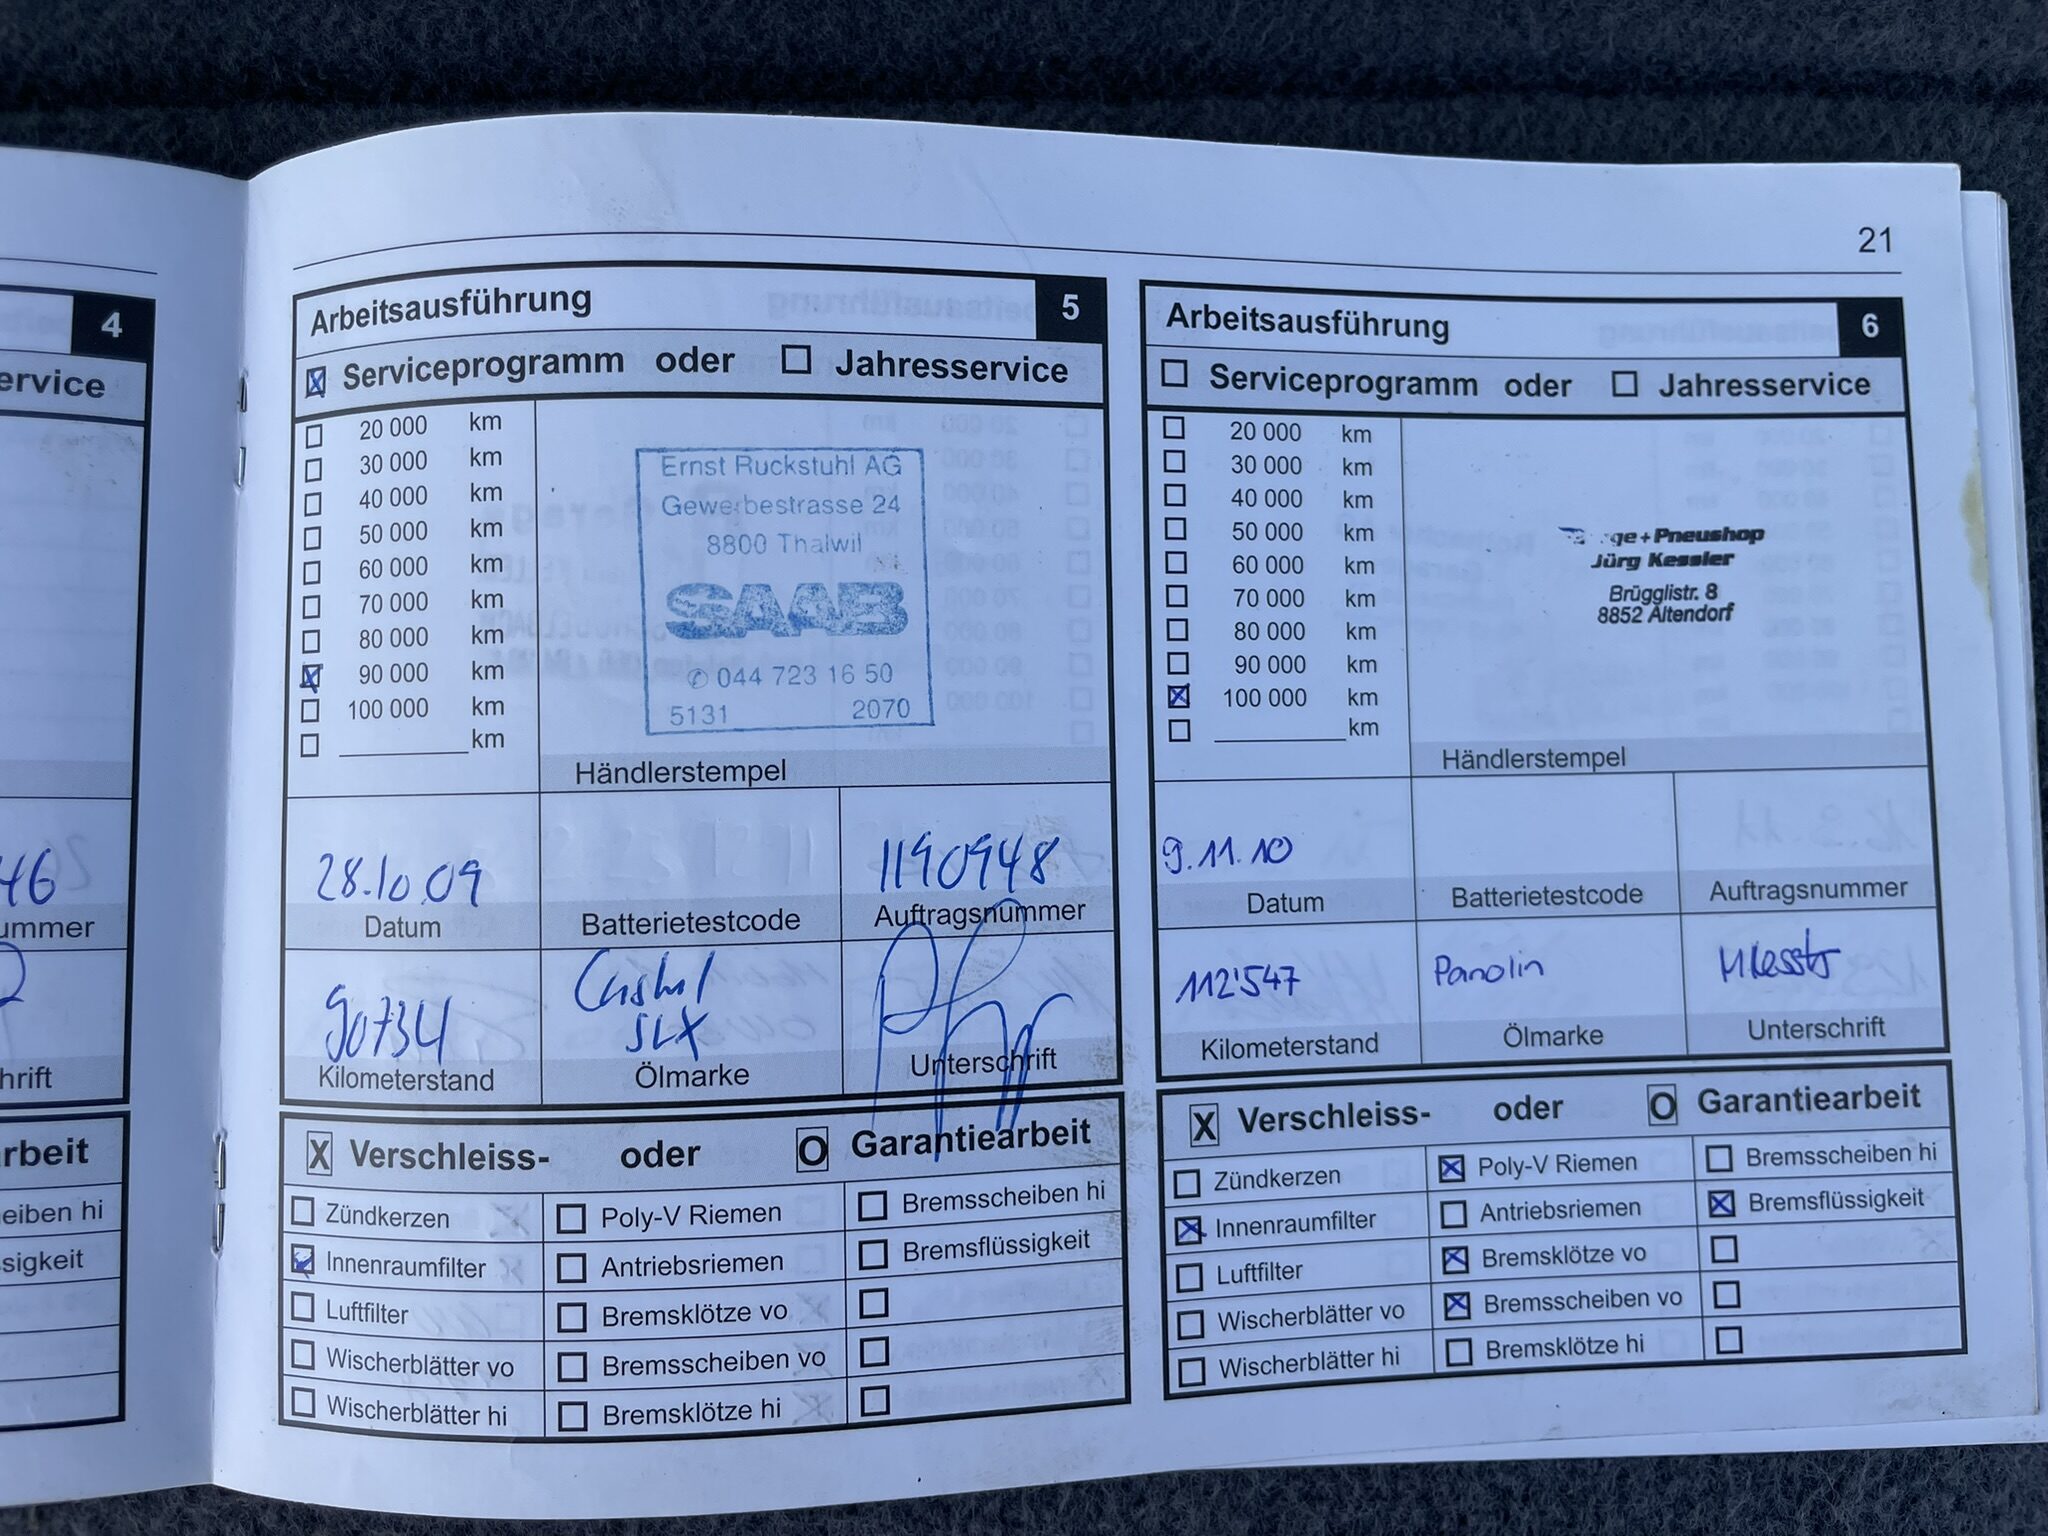 21
4
ervice
46
ummer
hrift
rbeit
eiben hi
sigkeit
Arbeitsausführung 5
Serviceprogramm oder Jahresservice
20 000 km
30 000 km
40 000 km
50 000 km
60 000 km
70 000 km
80 000 km
90 000 km
100 000 km
km
Ernst Ruckstuhl AG
Gewerbestrasse 24
8800 Thalwil
SAAB
✆ 044 723 16 50
5131 2070
Händlerstempel
28.10.09 1190948
Datum Batterietestcode Auftragsnummer
90734 Castrol
SLX
Kilometerstand Ölmarke Unterschrift
X Verschleiss- oder O Garantiearbeit
Zündkerzen Poly-V Riemen Bremsscheiben hi
Innenraumfilter Antriebsriemen Bremsflüssigkeit
Luftfilter Bremsklötze vo
Wischerblätter vo Bremsscheiben vo
Wischerblätter hi Bremsklötze hi
Arbeitsausführung 6
Serviceprogramm oder Jahresservice
20 000 km
30 000 km
40 000 km
50 000 km
60 000 km
70 000 km
80 000 km
90 000 km
100 000 km
km
ge + Pneushop
Jürg Kessler
Brügglistr. 8
8852 Altendorf
Händlerstempel
9.11.10
Datum Batterietestcode Auftragsnummer
112'547 Panolin
Kilometerstand Ölmarke Unterschrift
X Verschleiss- oder O Garantiearbeit
Zündkerzen Poly-V Riemen Bremsscheiben hi
Innenraumfilter Antriebsriemen Bremsflüssigkeit
Luftfilter Bremsklötze vo
Wischerblätter vo Bremsscheiben vo
Wischerblätter hi Bremsklötze hi